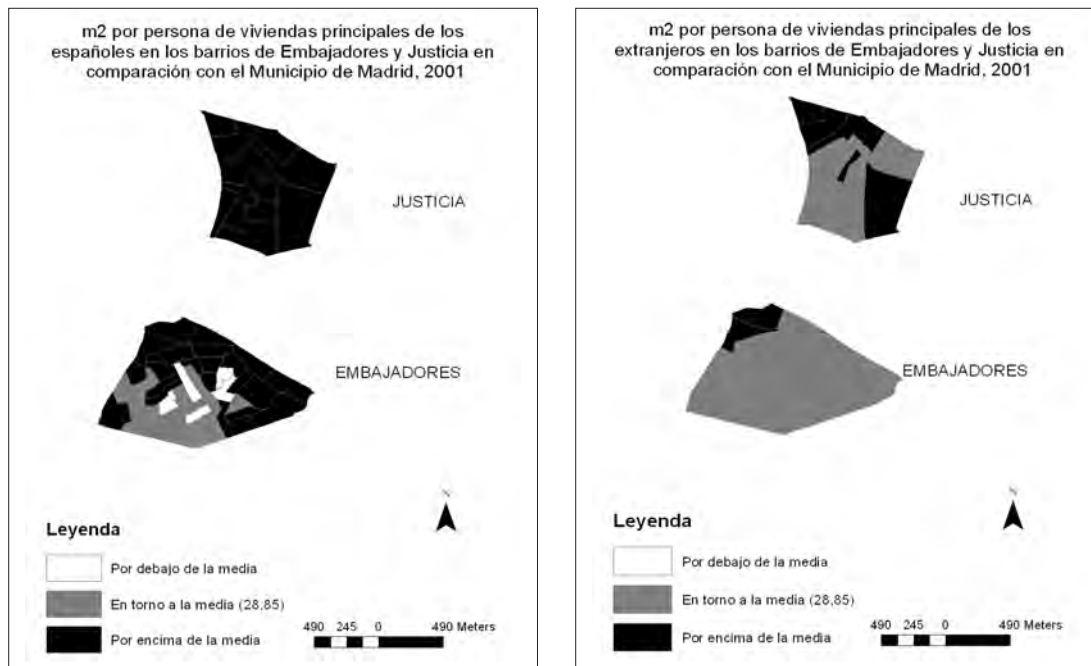 m2 por persona de viviendas principales de los
españoles en los barrios de Embajadores y Justicia en
comparación con el Municipio de Madrid, 2001
JUSTICIA
EMBAJADORES
N
Leyenda
Por debajo de la media
En torno a la media (28,85)
Por encima de la media
490 245 0 490 Meters
m2 por persona de viviendas principales de los
extranjeros en los barrios de Embajadores y Justicia en
comparación con el Municipio de Madrid, 2001
JUSTICIA
EMBAJADORES
N
Leyenda
Por debajo de la media
En torno a la media (28,85)
Por encima de la media
490 245 0 490 Meters